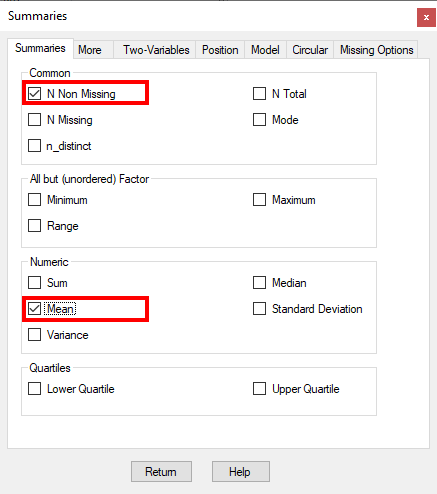 Summaries
x
Summaries More Two-Variables Position Model Circular Missing Options
Common
N Non Missing N Total
N Missing Mode
n_distinct
All but (unordered) Factor
Minimum Maximum
Range
Numeric
Sum Median
Mean Standard Deviation
Variance
Quartiles
Lower Quartile Upper Quartile
Return Help